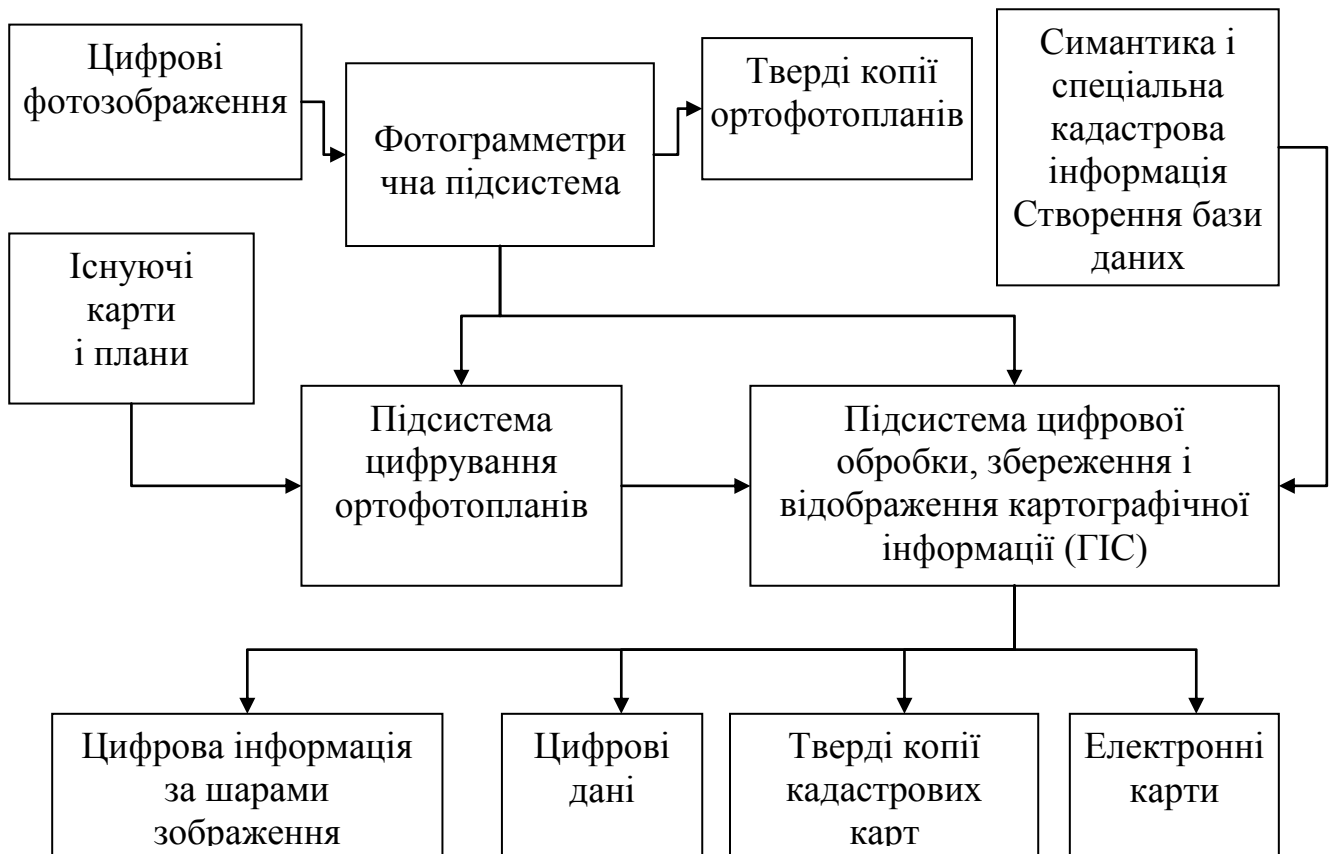 Цифрові
фотозображення
Фотограмметри
чна підсистема
Тверді копії
ортофотопланів
Симантика і
спеціальна
кадастрова
інформація
Створення бази
даних
Існуючі
карти
і плани
Підсистема
цифрування
ортофотопланів
Підсистема цифрової
обробки, збереження і
відображення картографічної
інформації (ГІС)
Цифрова інформація
за шарами
зображення
Цифрові
дані
Тверді копії
кадастрових
карт
Електронні
карти